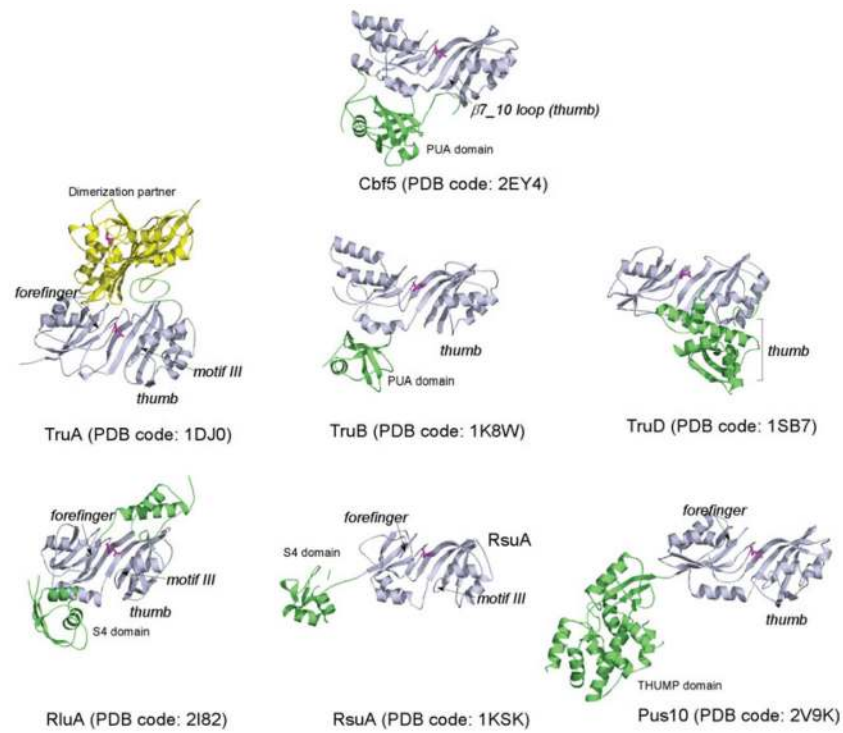 β7_10 loop (thumb)
PUA domain
Cbf5 (PDB code: 2EY4)
Dimerization partner
forefinger
motif III
thumb
TruA (PDB code: 1DJ0)
thumb
PUA domain
TruB (PDB code: 1K8W)
thumb
TruD (PDB code: 1SB7)
forefinger
motif III
thumb
S4 domain
RluA (PDB code: 2I82)
forefinger
S4 domain
RsuA
motif III
RsuA (PDB code: 1KSK)
forefinger
thumb
THUMP domain
Pus10 (PDB code: 2V9K)